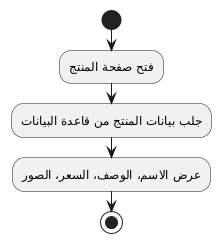 فتح صفحة المنتج
جلب بيانات المنتج من قاعدة البيانات
عرض الاسم، الوصف، السعر، الصور